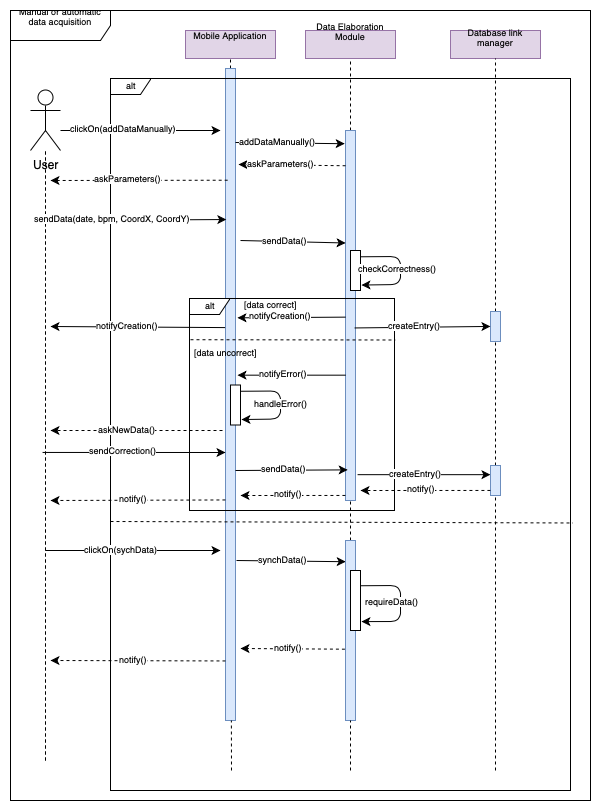 Manual or automatic
data acquisition
Mobile Application
Data Elaboration
Module
Database link
manager
alt
User
clickOn(addDataManually)
addDataManually()
askParameters()
askParameters()
sendData(date, bpm, CoordX, CoordY)
sendData()
checkCorrectness()
alt
[data correct]
notifyCreation()
notifyCreation()
createEntry()
[data uncorrect]
notifyError()
handleError()
askNewData()
sendCorrection()
sendData()
createEntry()
notify()
notify()
notify()
clickOn(sychData)
synchData()
requireData()
notify()
notify()